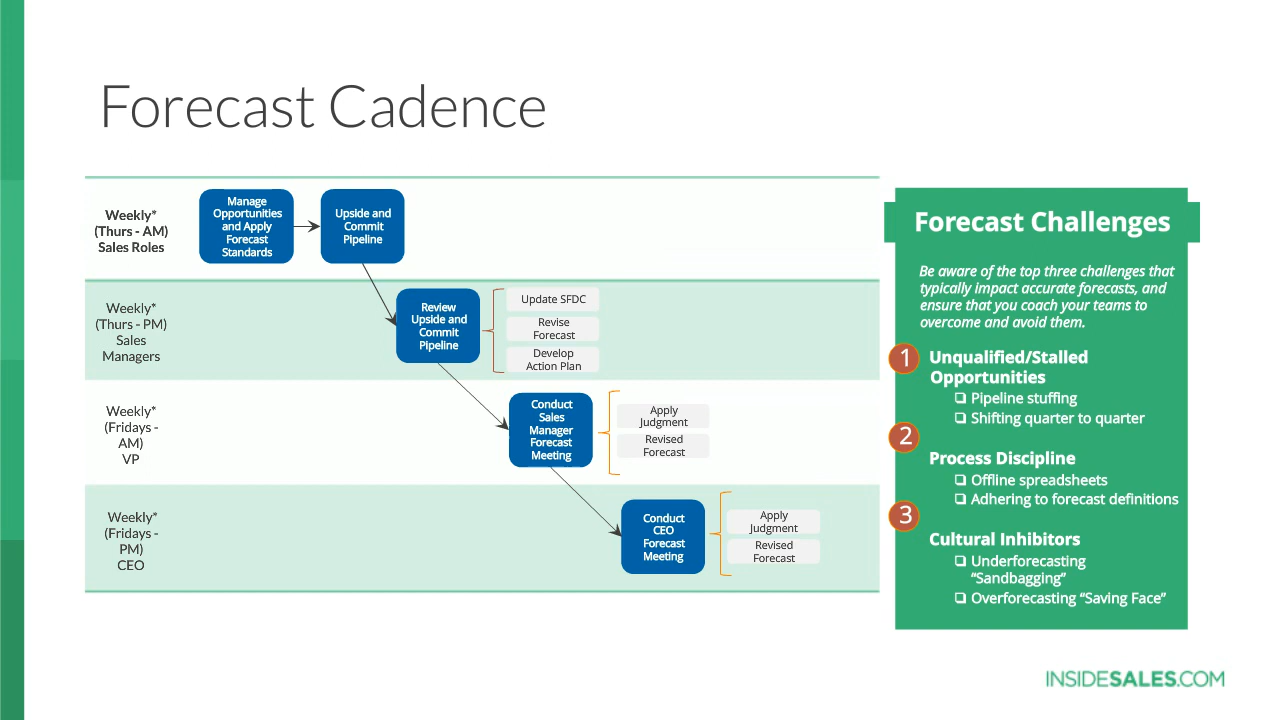 Forecast Cadence
Weekly*
(Thurs - AM)
Sales Roles
Manage
Opportunities
and Apply
Forecast
Standards
Upside and
Commit
Pipeline
Weekly*
(Thurs - PM)
Sales
Managers
Review
Upside and
Commit
Pipeline
Update SFDC
Revise
Forecast
Develop
Action Plan
Weekly*
(Fridays -
AM)
VP
Conduct
Sales
Manager
Forecast
Meeting
Apply
Judgment
Revised
Forecast
Weekly*
(Fridays -
PM)
CEO
Conduct
CEO
Forecast
Meeting
Apply
Judgment
Revised
Forecast
Forecast Challenges
Be aware of the top three challenges that
typically impact accurate forecasts, and
ensure that you coach your teams to
overcome and avoid them.
1
Unqualified/Stalled
Opportunities
❑ Pipeline stuffing
❑ Shifting quarter to quarter
2
Process Discipline
❑ Offline spreadsheets
❑ Adhering to forecast definitions
3
Cultural Inhibitors
❑ Underforecasting
“Sandbagging”
❑ Overforecasting “Saving Face”
INSIDESALES.COM